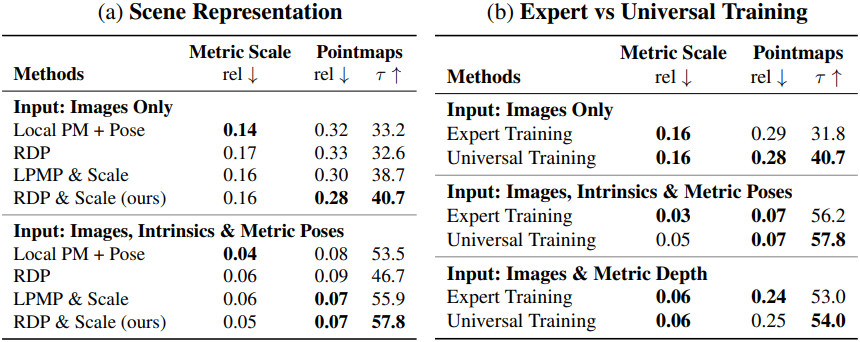 (a) Scene Representation
Metric Scale Pointmaps
Methods rel ↓ rel ↓ τ ↑
Input: Images Only
Local PM + Pose 0.14 0.32 33.2
RDP 0.17 0.33 32.6
LPMP & Scale 0.16 0.30 38.7
RDP & Scale (ours) 0.16 0.28 40.7
Input: Images, Intrinsics & Metric Poses
Local PM + Pose 0.04 0.08 53.5
RDP 0.06 0.09 46.7
LPMP & Scale 0.06 0.07 55.9
RDP & Scale (ours) 0.05 0.07 57.8
(b) Expert vs Universal Training
Metric Scale Pointmaps
Methods rel ↓ rel ↓ τ ↑
Input: Images Only
Expert Training 0.16 0.29 31.8
Universal Training 0.16 0.28 40.7
Input: Images, Intrinsics & Metric Poses
Expert Training 0.03 0.07 56.2
Universal Training 0.05 0.07 57.8
Input: Images & Metric Depth
Expert Training 0.06 0.24 53.0
Universal Training 0.06 0.25 54.0